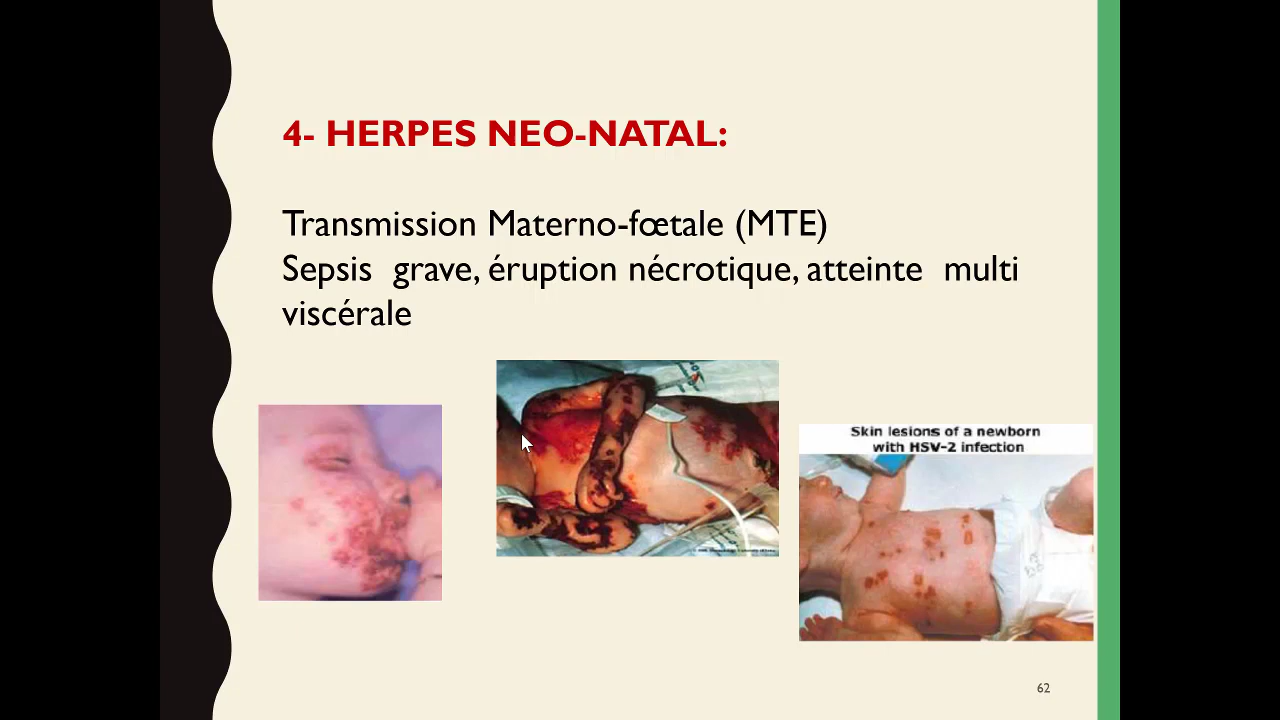 4- HERPES NEO-NATAL:
Transmission Materno-fœtale (MTE)
Sepsis grave, éruption nécrotique, atteinte multi
viscérale
Skin lesions of a newborn
with HSV-2 infection
62